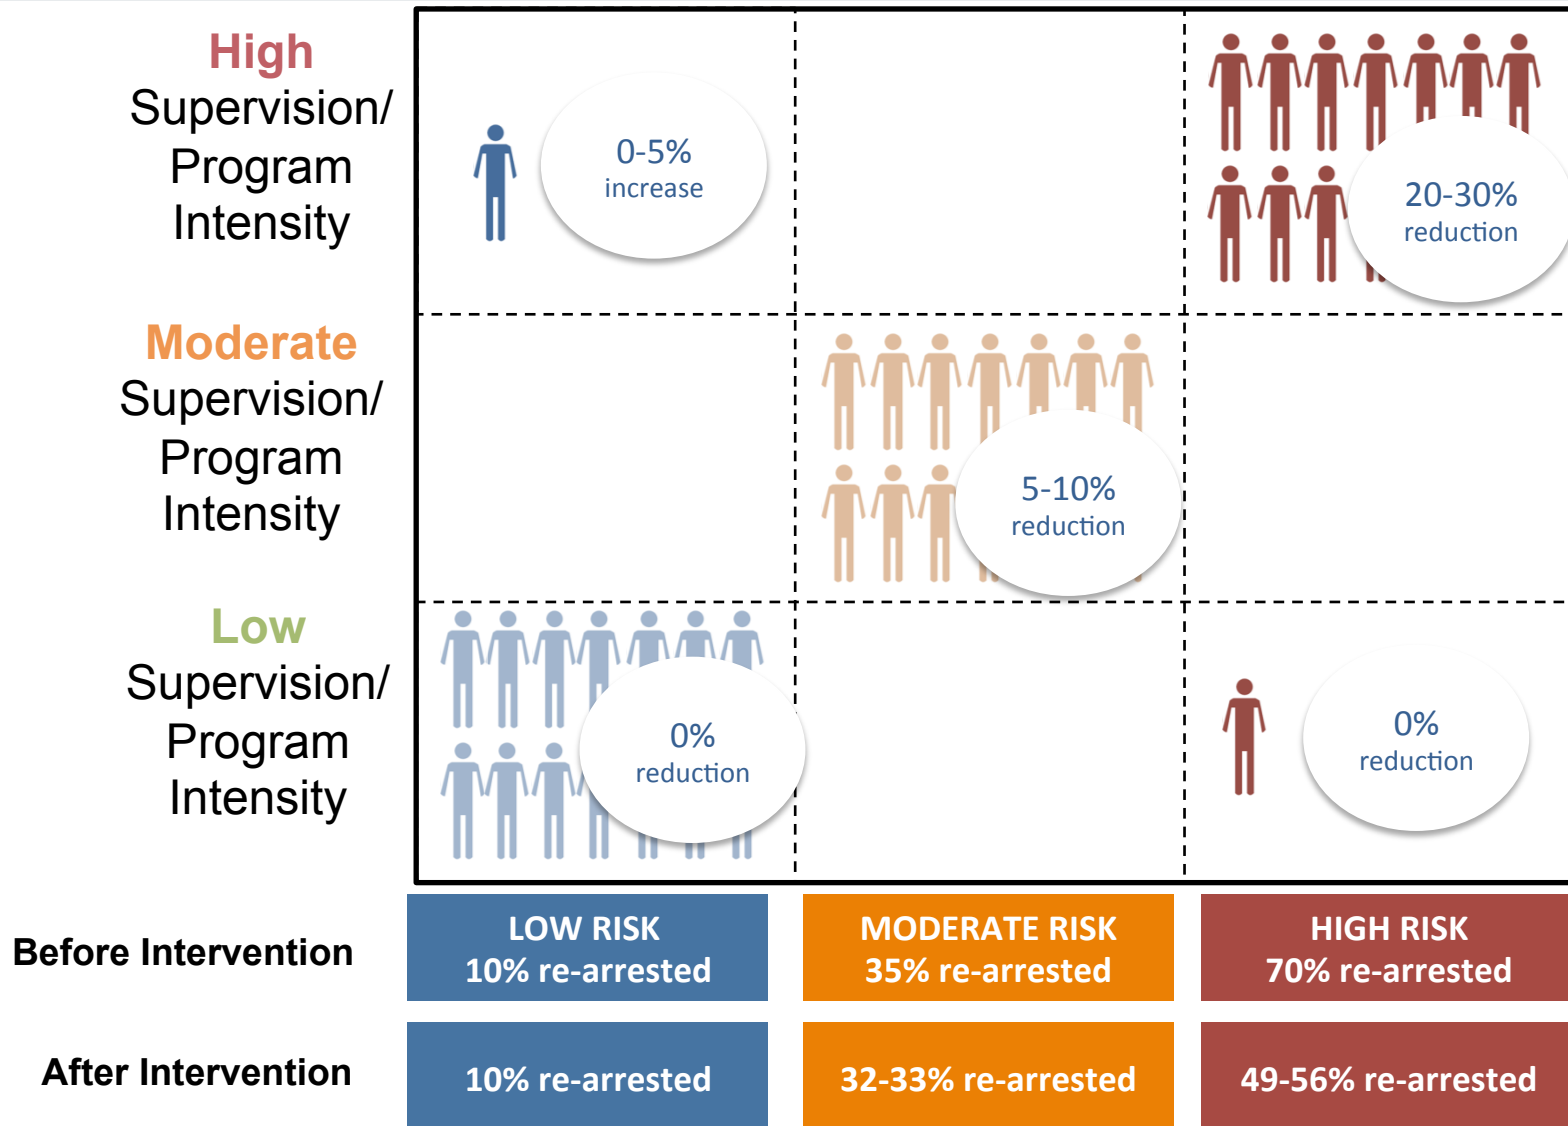 High
Supervision/
Program
Intensity
0-5%
increase
20-30%
reduction
Moderate
Supervision/
Program
Intensity
5-10%
reduction
Low
Supervision/
Program
Intensity
0%
reduction
0%
reduction
Before Intervention
LOW RISK
10% re-arrested
MODERATE RISK
35% re-arrested
HIGH RISK
70% re-arrested
After Intervention
10% re-arrested
32-33% re-arrested
49-56% re-arrested